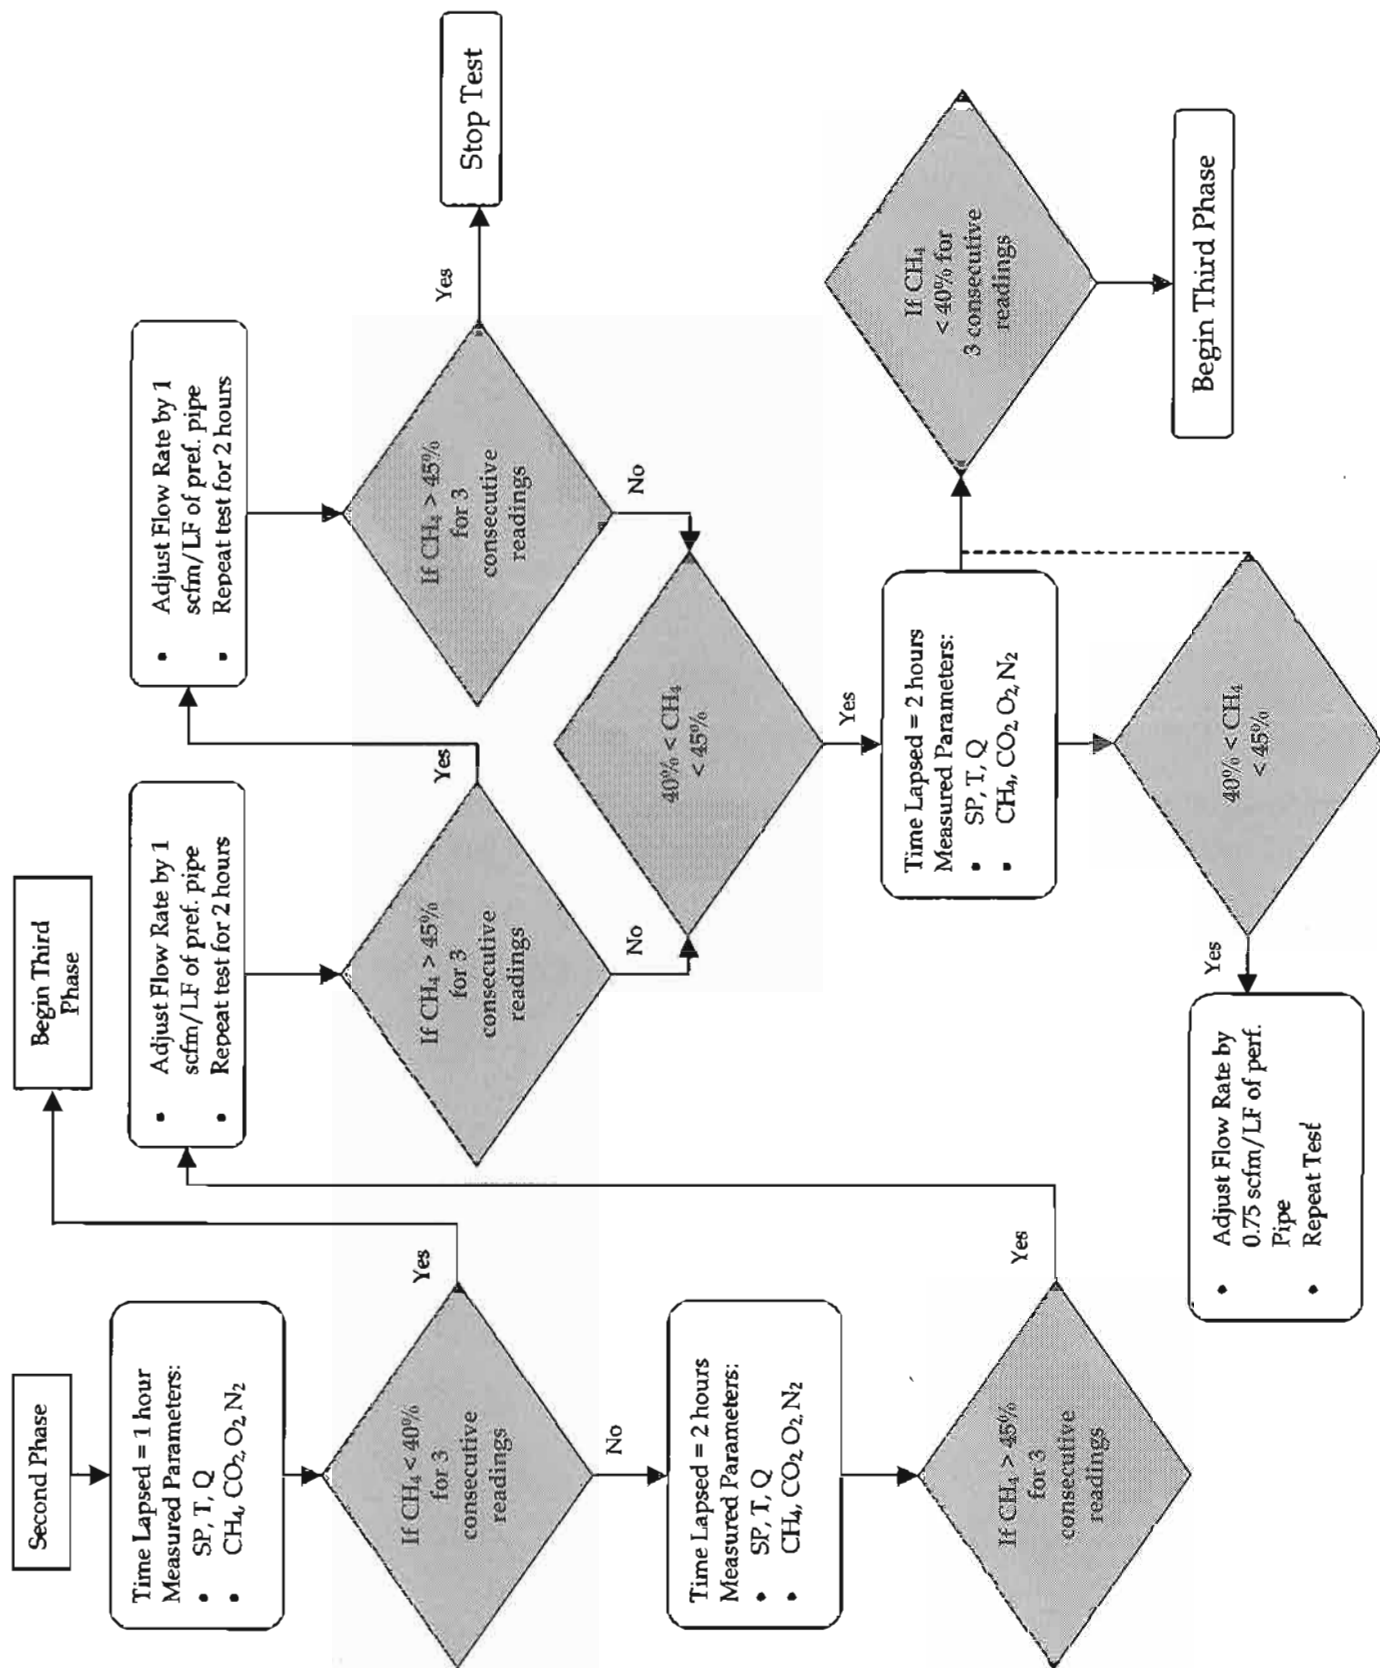 Second Phase
Time Lapsed = 1 hour
Measured Parameters:
• SP, T, Q
• CH₄, CO₂, O₂, N₂
If CH₄ < 40%
for 3
consecutive
readings
Yes
No
Begin Third
Phase
Time Lapsed = 2 hours
Measured Parameters:
• SP, T, Q
• CH₄, CO₂ O₂, N₂
If CH₄ > 45%
for 3
consecutive
readings
Yes
• Adjust Flow Rate by 1
scfm/LF of pref. pipe
• Repeat test for 2 hours
If CH₄ > 45%
for 3
consecutive
readings
Yes
No
• Adjust Flow Rate by 1
scfm/LF of pref. pipe
• Repeat test for 2 hours
If CH₄ > 45%
for 3
consecutive
readings
Yes
No
Stop Test
40% < CH₄
< 45%
Yes
Time Lapsed = 2 hours
Measured Parameters:
• SP, T, Q
• CH₄, CO₂ O₂, N₂
If CH₄
< 40% for
3 consecutive
readings
Begin Third Phase
40% < CH₄
< 45%
Yes
• Adjust Flow Rate by
0.75 scfm/LF of perf.
Pipe
• Repeat Test